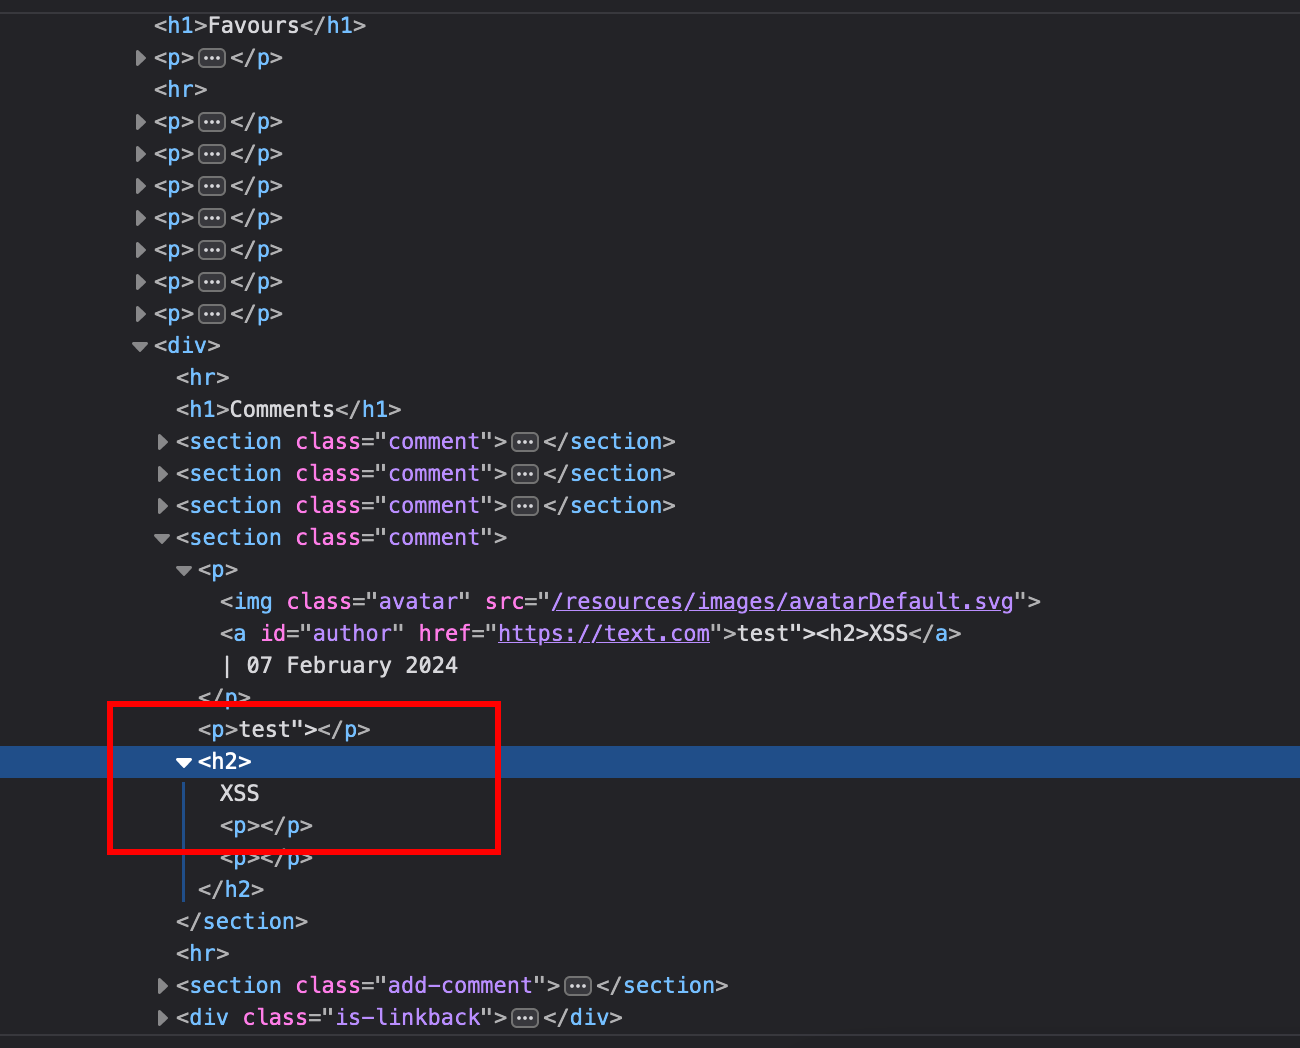 <h1>Favours</h1>
<p>…</p>
<hr>
<p>…</p>
<p>…</p>
<p>…</p>
<p>…</p>
<p>…</p>
<p>…</p>
<p>…</p>
<div>
<hr>
<h1>Comments</h1>
<section class="comment">…</section>
<section class="comment">…</section>
<section class="comment">…</section>
<section class="comment">
<p>
<img class="avatar" src="/resources/images/avatarDefault.svg">
<a id="author" href="https://text.com">test"><h2>XSS</a>
| 07 February 2024
</p>
<p>test"></p>
<h2>
XSS
<p></p>
<p></p>
</h2>
</section>
<hr>
<section class="add-comment">…</section>
<div class="is-linkback">…</div>